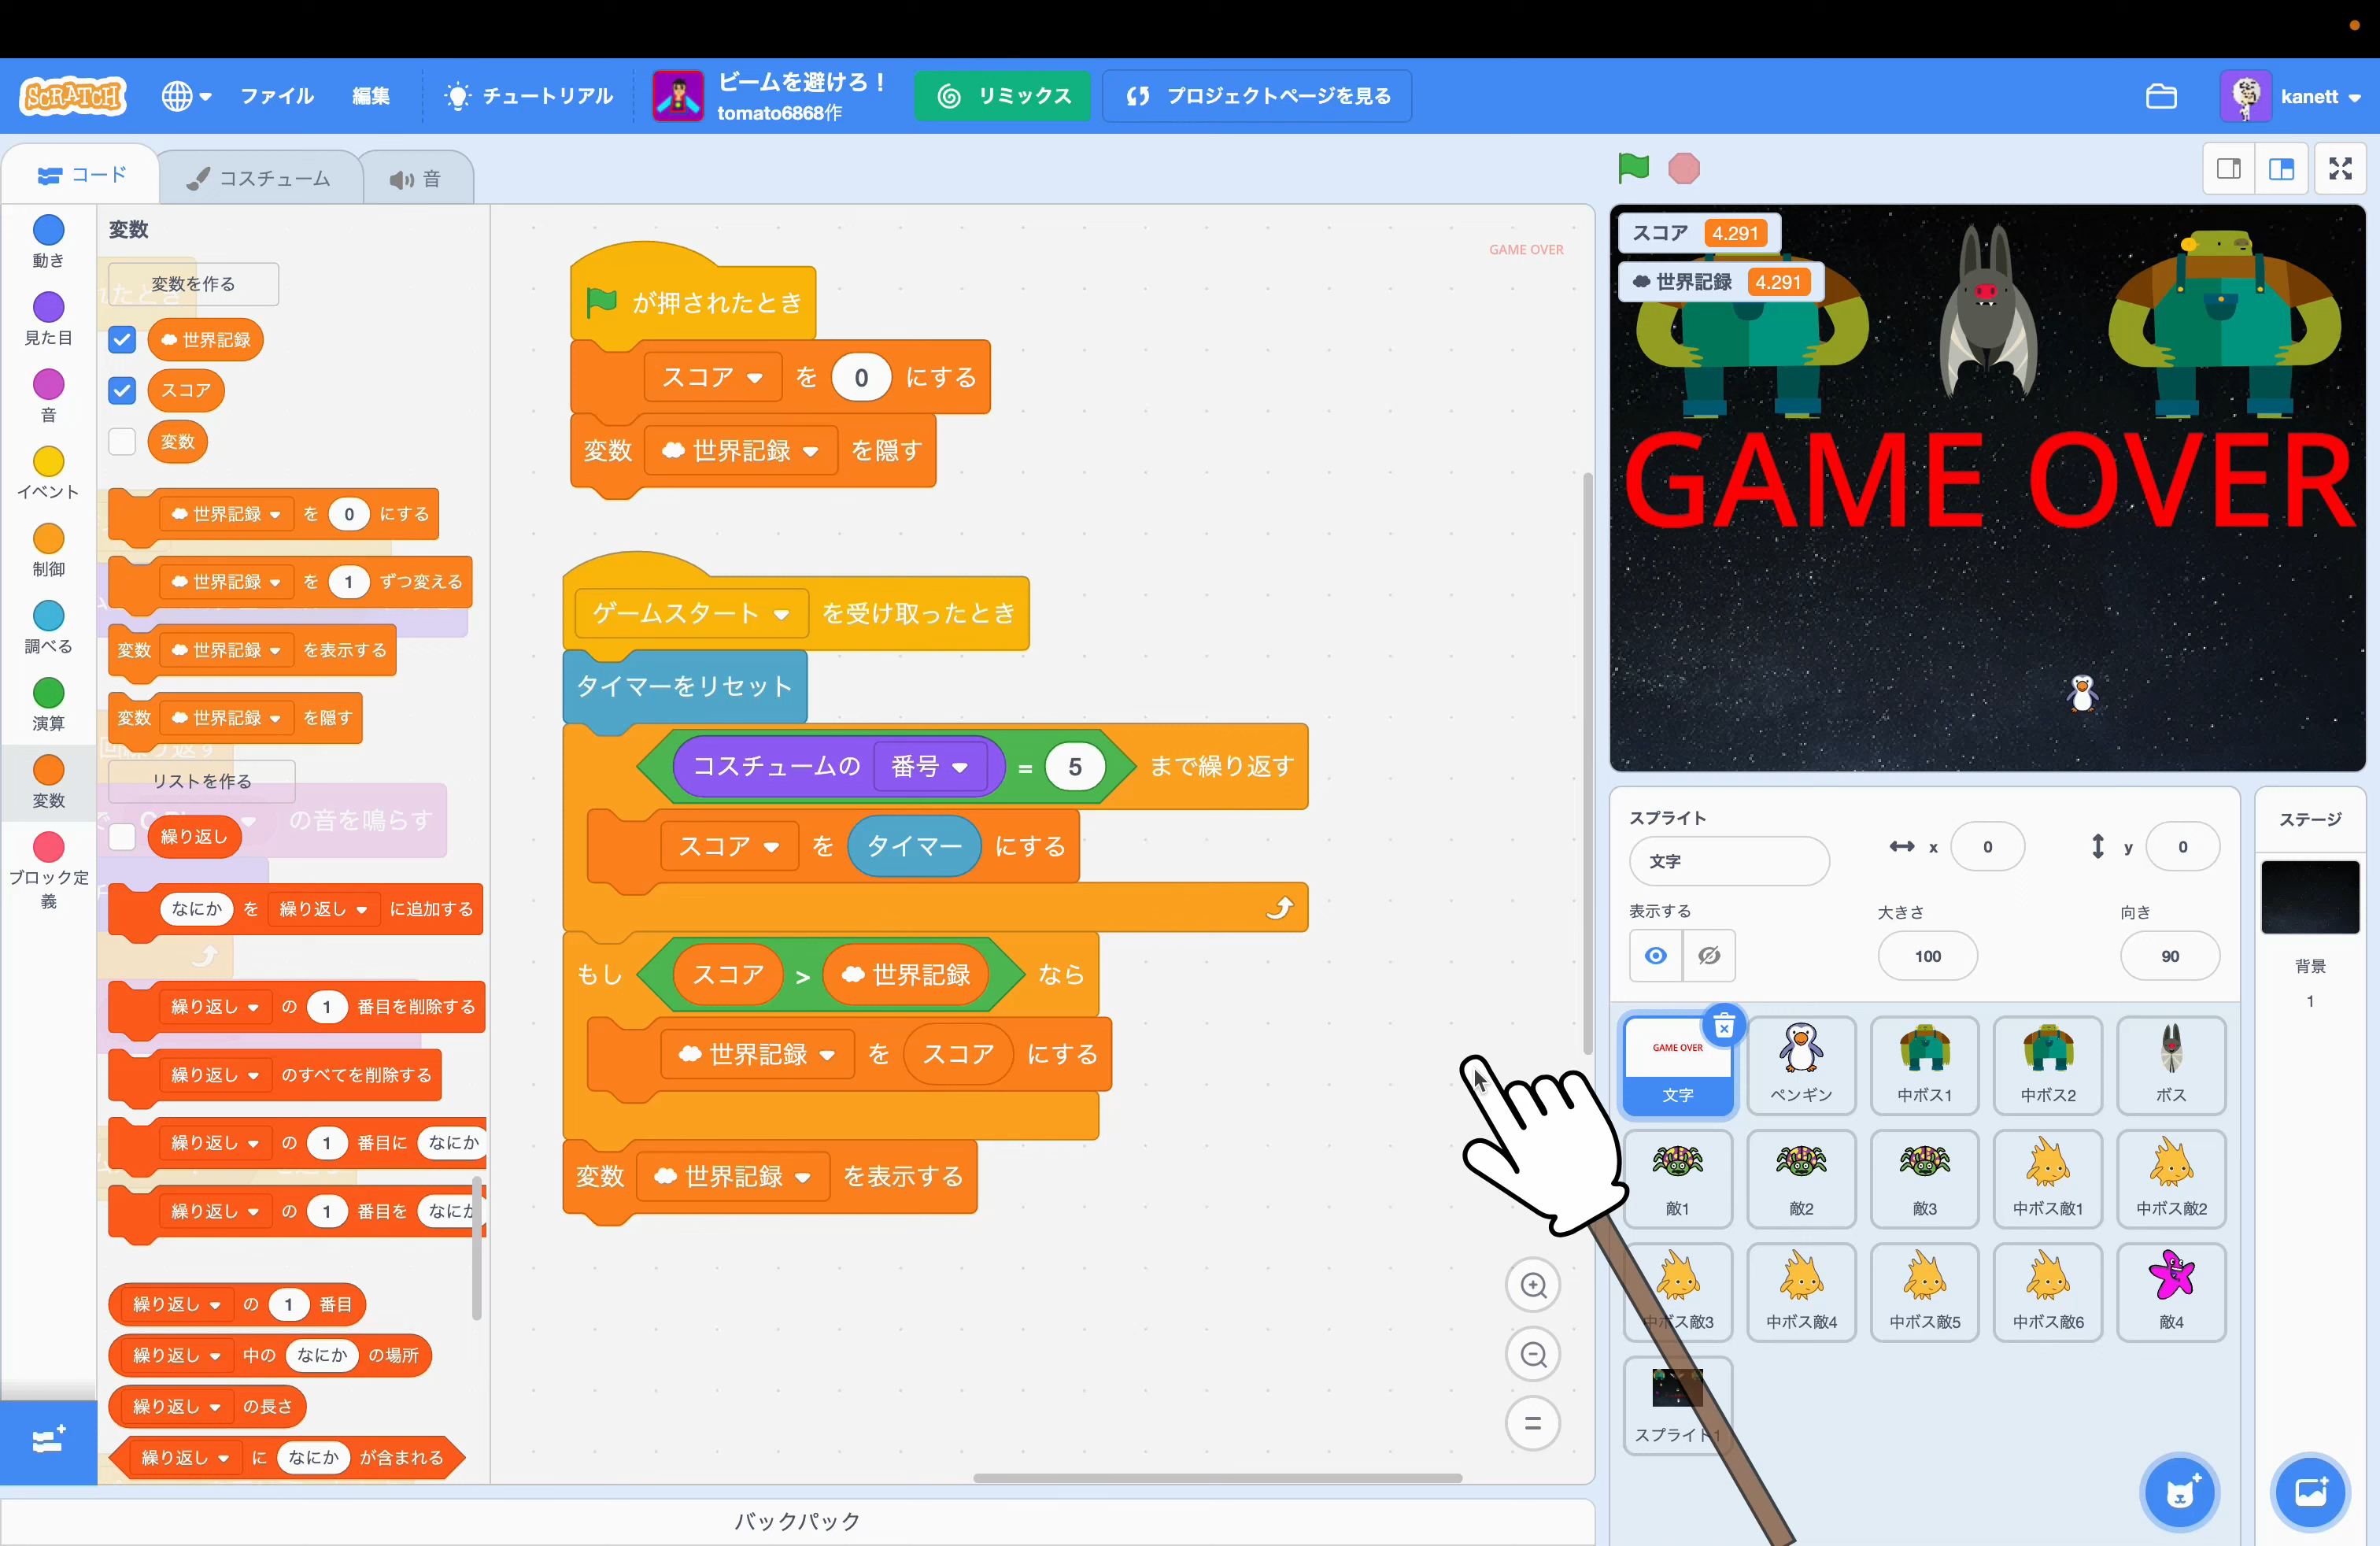 SCRATCH ファイル 編集 チュートリアル ビームを避けろ! リミックス プロジェクトページを見る kanett
tomato6868作
コード コスチューム 音
動き
見た目
音
イベント
制御
調べる
演算
変数
ブロック定義
変数
変数を作る
世界記録
スコア
変数
世界記録 を 0 にする
世界記録 を 1 ずつ変える
変数 世界記録 を表示する
変数 世界記録 を隠す
リストを作る
の音を鳴らす
繰り返し
なにか を 繰り返し に追加する
繰り返し の 1 番目を削除する
繰り返し のすべてを削除する
繰り返し の 1 番目に なにか
繰り返し の 1 番目を なにか
繰り返し の 1 番目
繰り返し 中の なにか の場所
繰り返し の長さ
繰り返し に なにか が含まれる
GAME OVER
が押されたとき
スコア を 0 にする
変数 世界記録 を隠す
ゲームスタート を受け取ったとき
タイマーをリセット
コスチュームの 番号 = 5 まで繰り返す
スコア を タイマー にする
もし スコア > 世界記録 なら
世界記録 を スコア にする
変数 世界記録 を表示する
バックパック
スコア 4.291
世界記録 4.291
GAME OVER
スプライト
文字 x 0 y 0
表示する 大きさ 向き
100 90
GAME OVER
文字 ペンギン 中ボス1 中ボス2 ボス
敵1 敵2 敵3 中ボス敵1 中ボス敵2
中ボス敵3 中ボス敵4 中ボス敵5 中ボス敵6 敵4
スプライト1
ステージ
背景
1